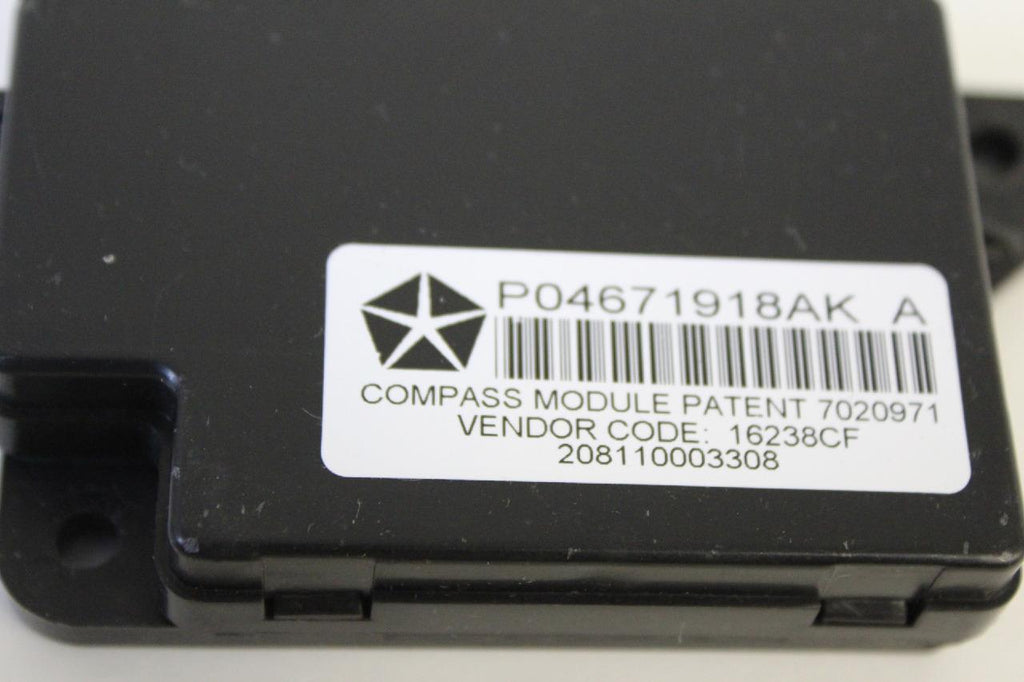 P04671918AK A
COMPASS MODULE PATENT 7020971
VENDOR CODE: 16238CF
208110003308